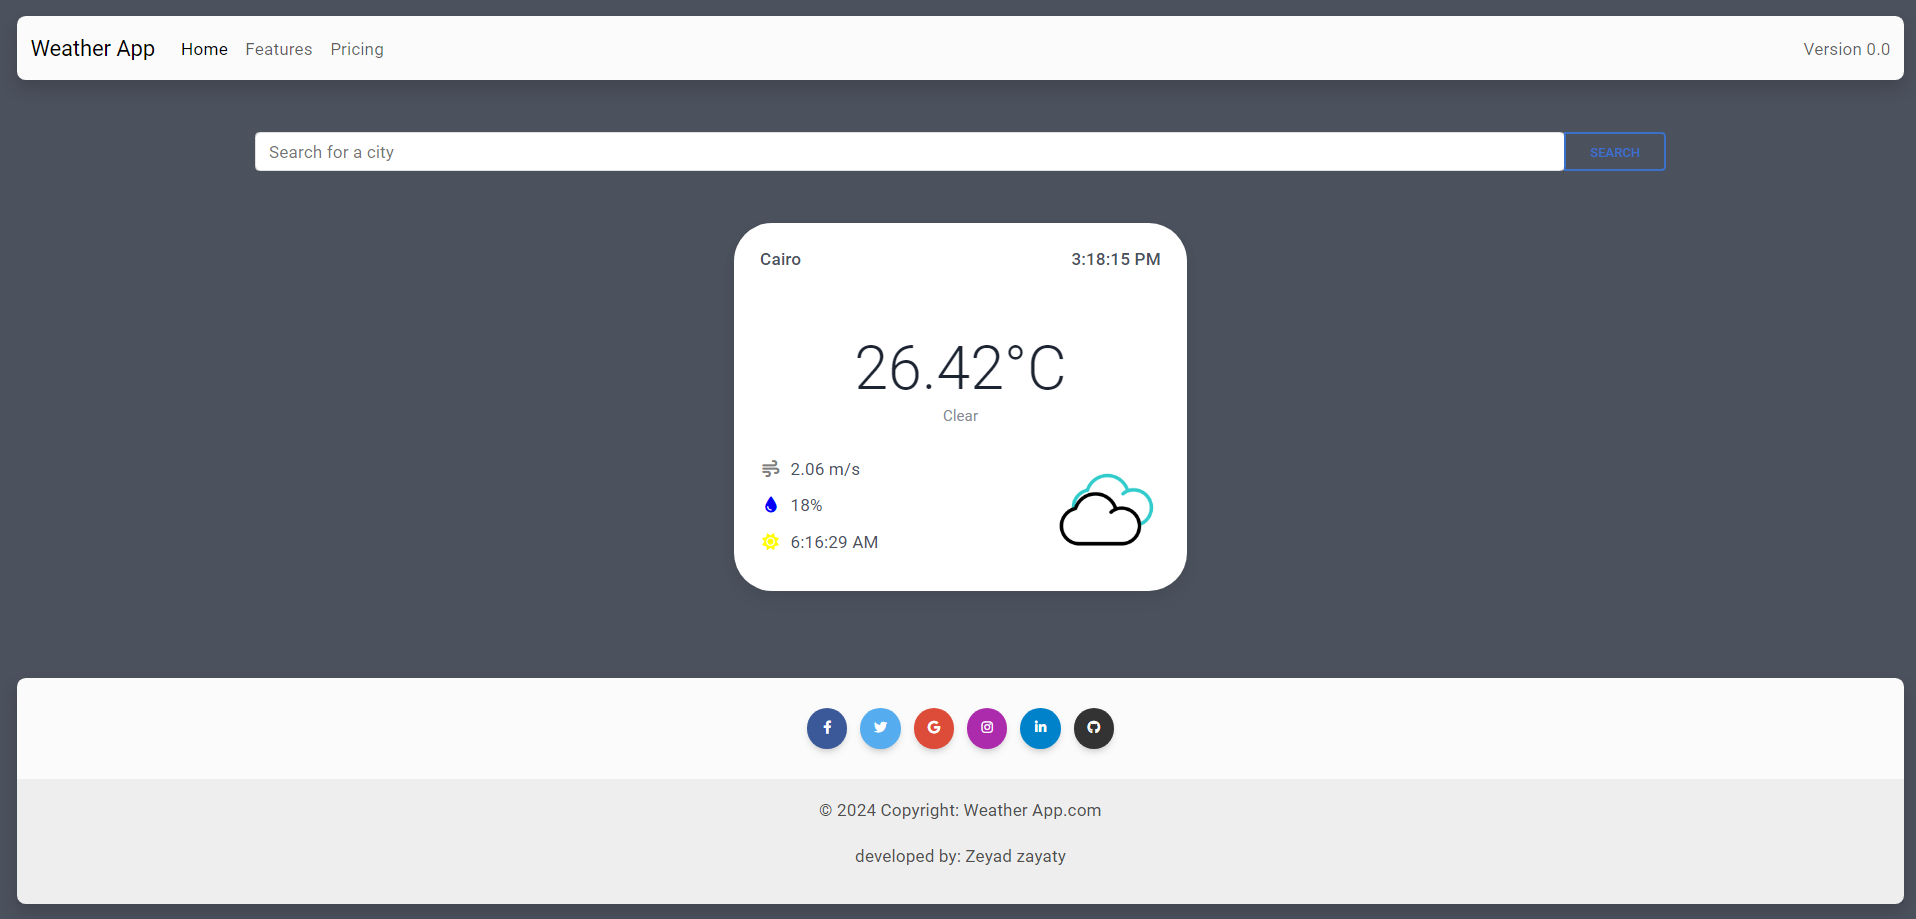 Weather App Home Features Pricing Version 0.0
Search for a city SEARCH
Cairo 3:18:15 PM
26.42°C
Clear
2.06 m/s
18%
6:16:29 AM
© 2024 Copyright: Weather App.com
developed by: Zeyad zayaty